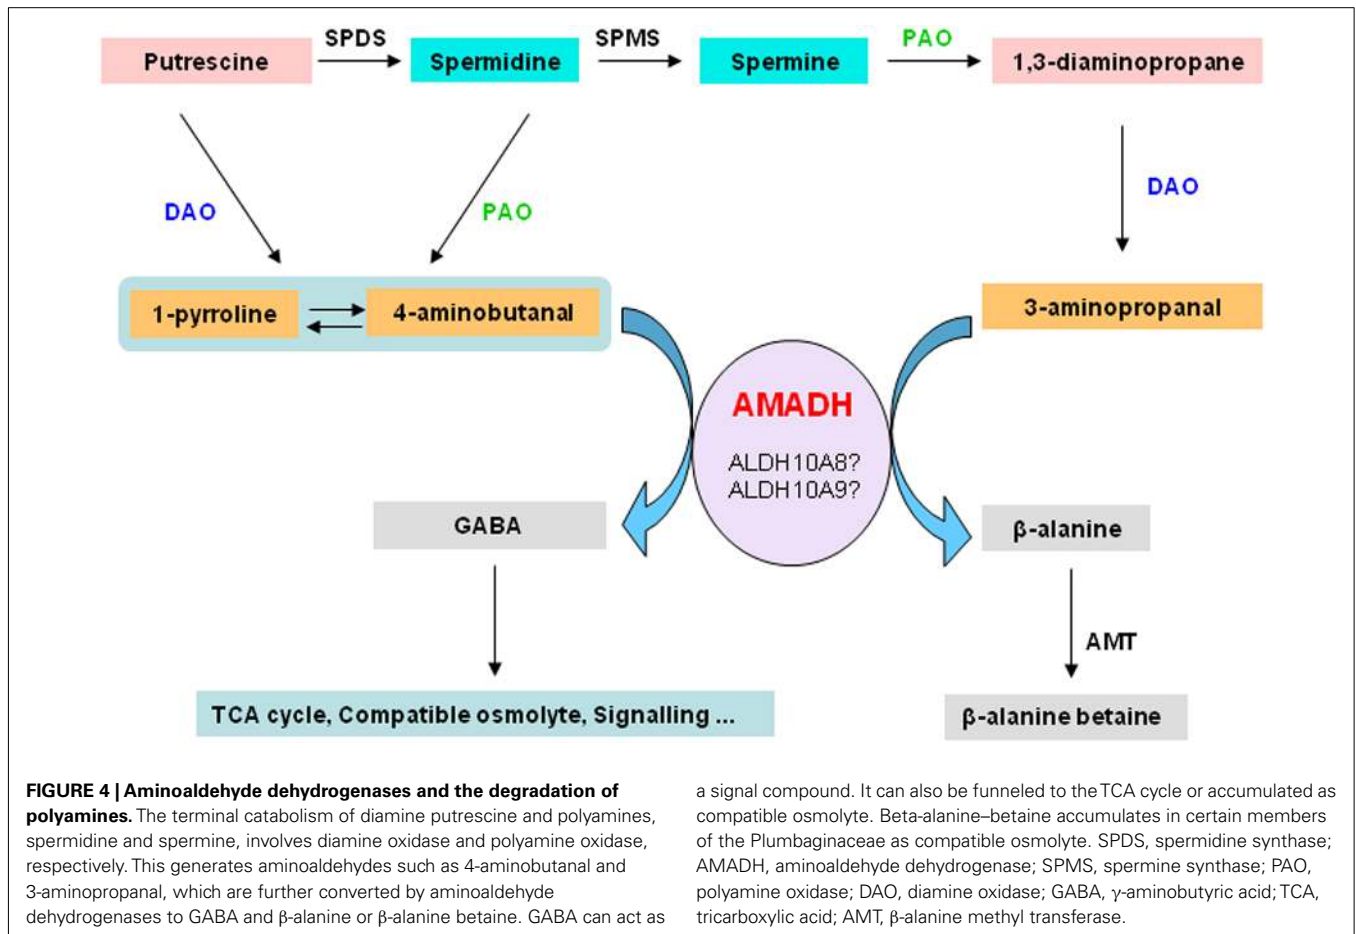 Putrescine
SPDS
Spermidine
SPMS
Spermine
PAO
1,3-diaminopropane
DAO
PAO
DAO
1-pyrroline
4-aminobutanal
3-aminopropanal
AMADH
ALDH10A8?
ALDH10A9?
GABA
β-alanine
AMT
TCA cycle, Compatible osmolyte, Signalling ...
β-alanine betaine
FIGURE 4 | Aminoaldehyde dehydrogenases and the degradation of
polyamines. The terminal catabolism of diamine putrescine and polyamines,
spermidine and spermine, involves diamine oxidase and polyamine oxidase,
respectively. This generates aminoaldehydes such as 4-aminobutanal and
3-aminopropanal, which are further converted by aminoaldehyde
dehydrogenases to GABA and β-alanine or β-alanine betaine. GABA can act as
a signal compound. It can also be funneled to the TCA cycle or accumulated as
compatible osmolyte. Beta-alanine–betaine accumulates in certain members
of the Plumbaginaceae as compatible osmolyte. SPDS, spermidine synthase;
AMADH, aminoaldehyde dehydrogenase; SPMS, spermine synthase; PAO,
polyamine oxidase; DAO, diamine oxidase; GABA, γ-aminobutyric acid; TCA,
tricarboxylic acid; AMT, β-alanine methyl transferase.